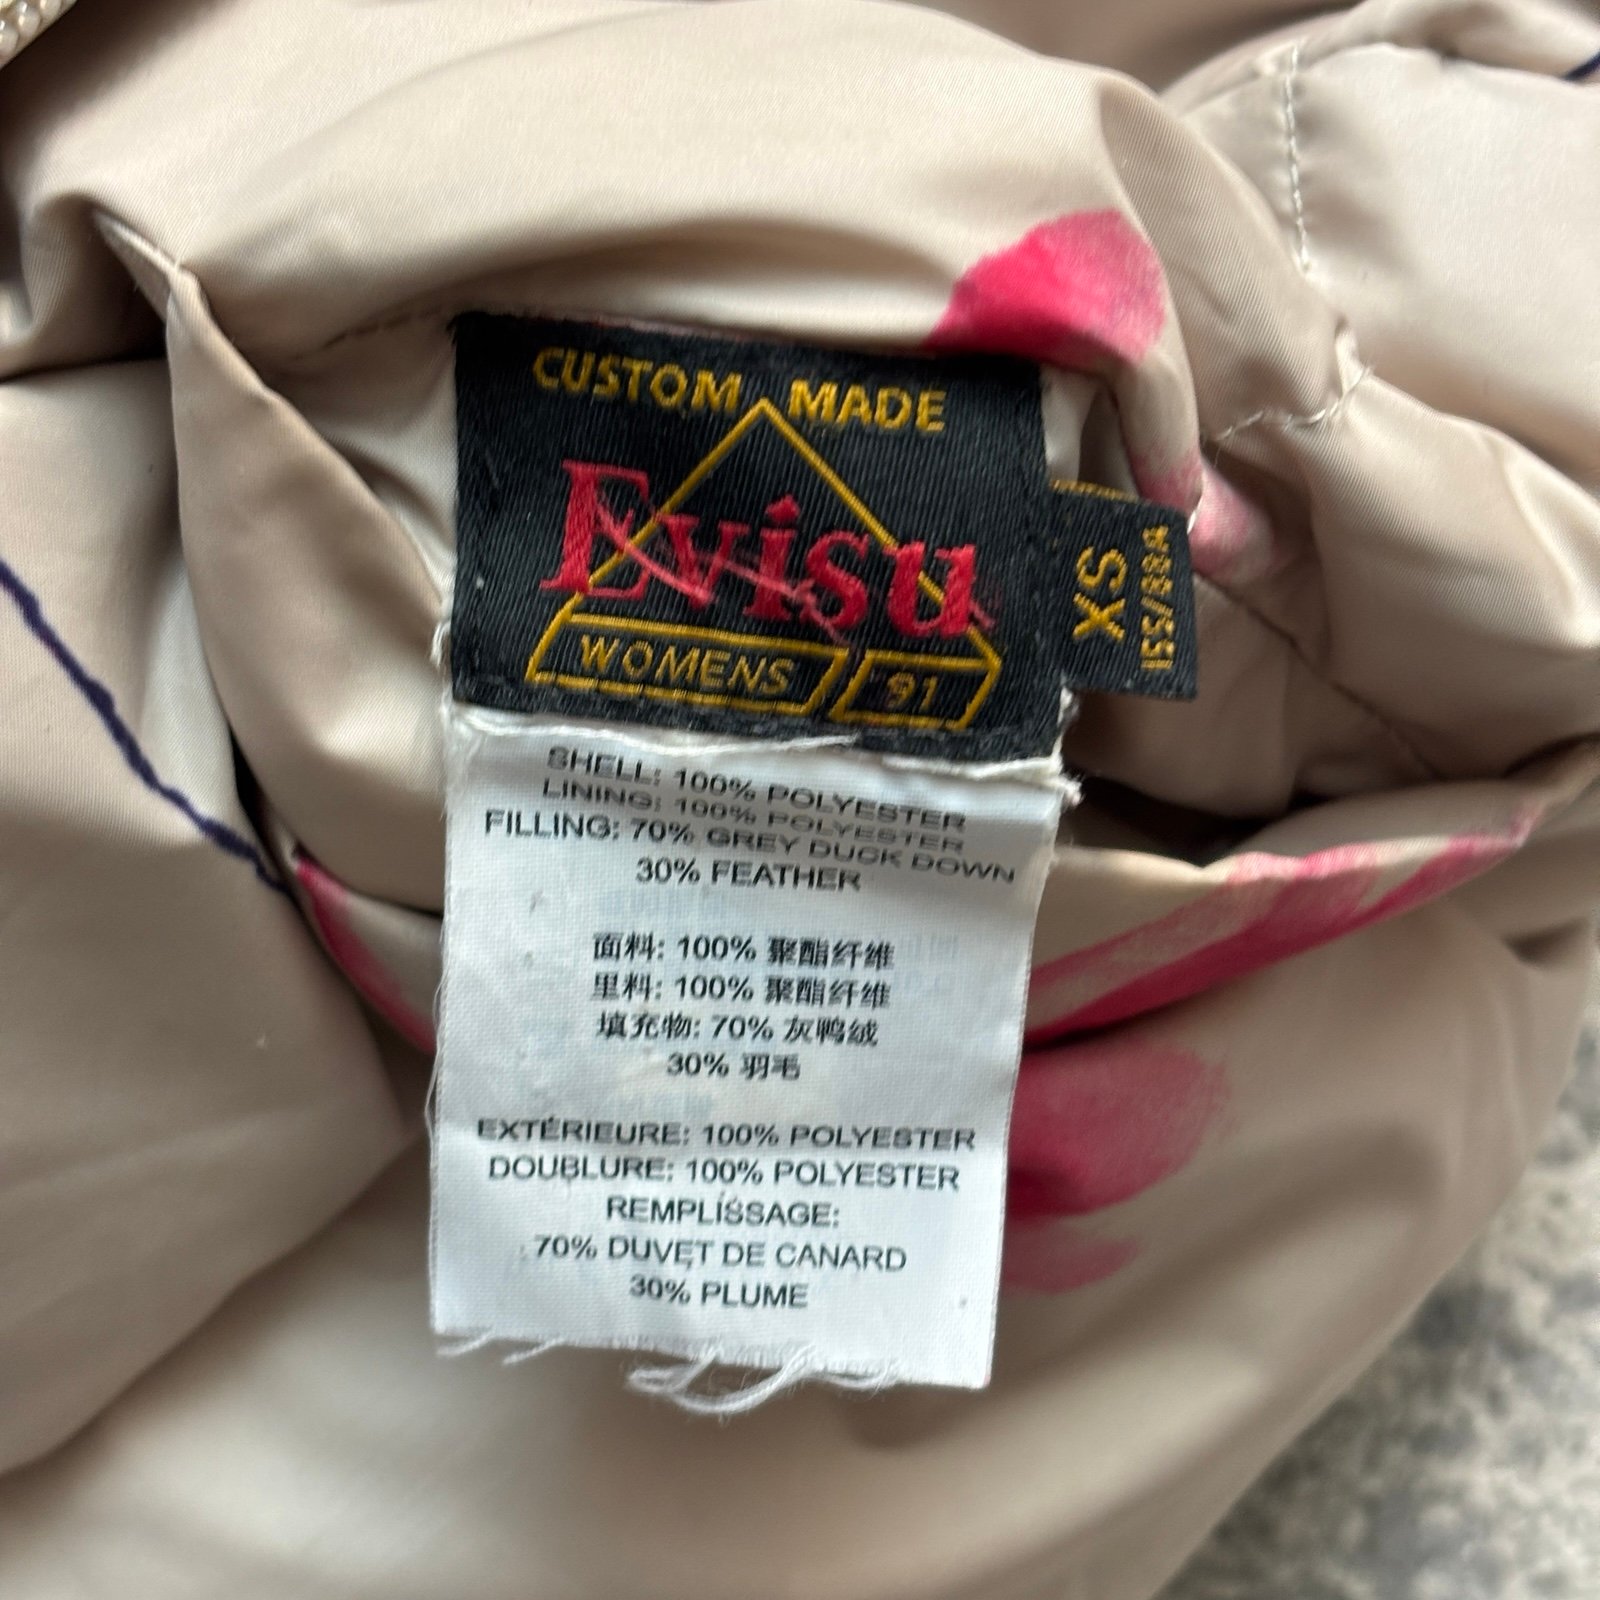 CUSTOM MADE
Evisu
WOMENS 91
XS
155/88A
SHELL: 100% POLYESTER
LINING: 100% POLYESTER
FILLING: 70% GREY DUCK DOWN
30% FEATHER
面料: 100% 聚酯纤维
里料: 100% 聚酯纤维
填充物: 70% 灰鸭绒
30% 羽毛
EXTÉRIEURE: 100% POLYESTER
DOUBLURE: 100% POLYESTER
REMPLISSAGE:
70% DUVET DE CANARD
30% PLUME